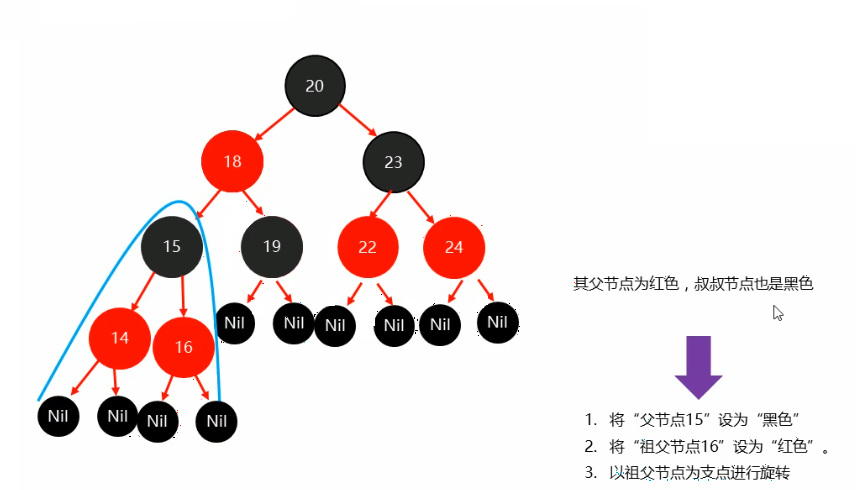 20
18
23
15
19
22
24
其父节点为红色，叔叔节点也是黑色
Nil
Nil
Nil
Nil
Nil
Nil
14
16
Nil
Nil
Nil
Nil
1. 将“父节点15”设为“黑色”
2. 将“祖父节点16”设为“红色”。
3. 以祖父节点为支点进行旋转